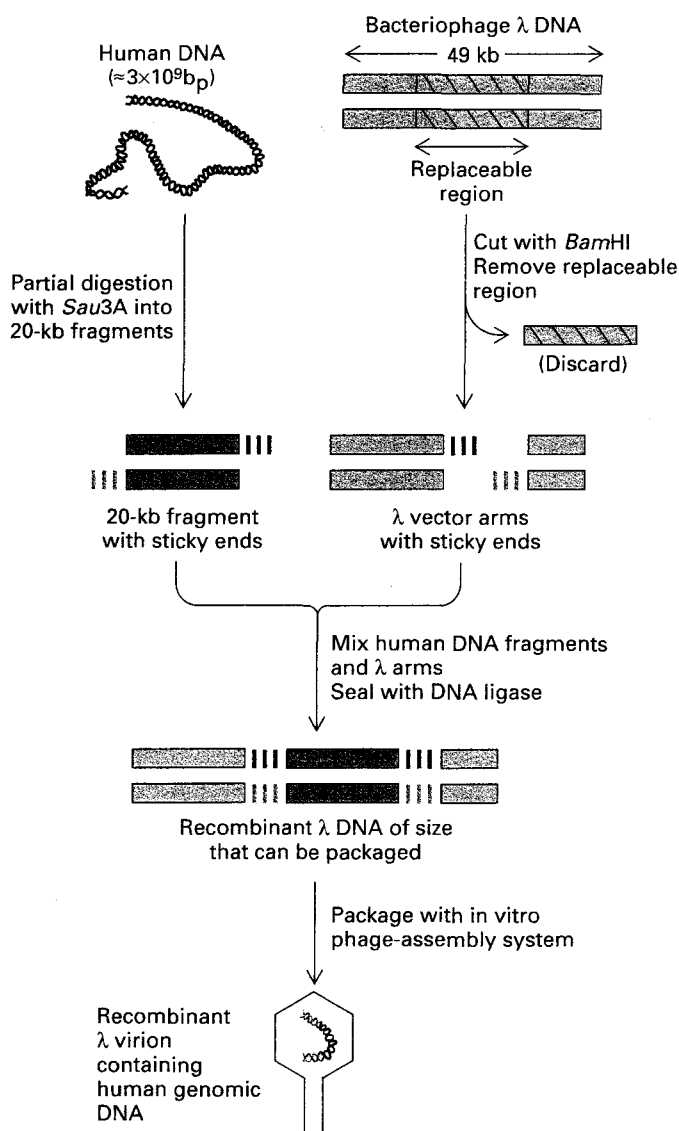 Human DNA
(≈3×10⁹bₚ)
Bacteriophage λ DNA
49 kb
Replaceable
region
Partial digestion
with Sau3A into
20-kb fragments
Cut with BamHI
Remove replaceable
region
(Discard)
20-kb fragment
with sticky ends
λ vector arms
with sticky ends
Mix human DNA fragments
and λ arms
Seal with DNA ligase
Recombinant λ DNA of size
that can be packaged
Package with in vitro
phage-assembly system
Recombinant
λ virion
containing
human genomic
DNA